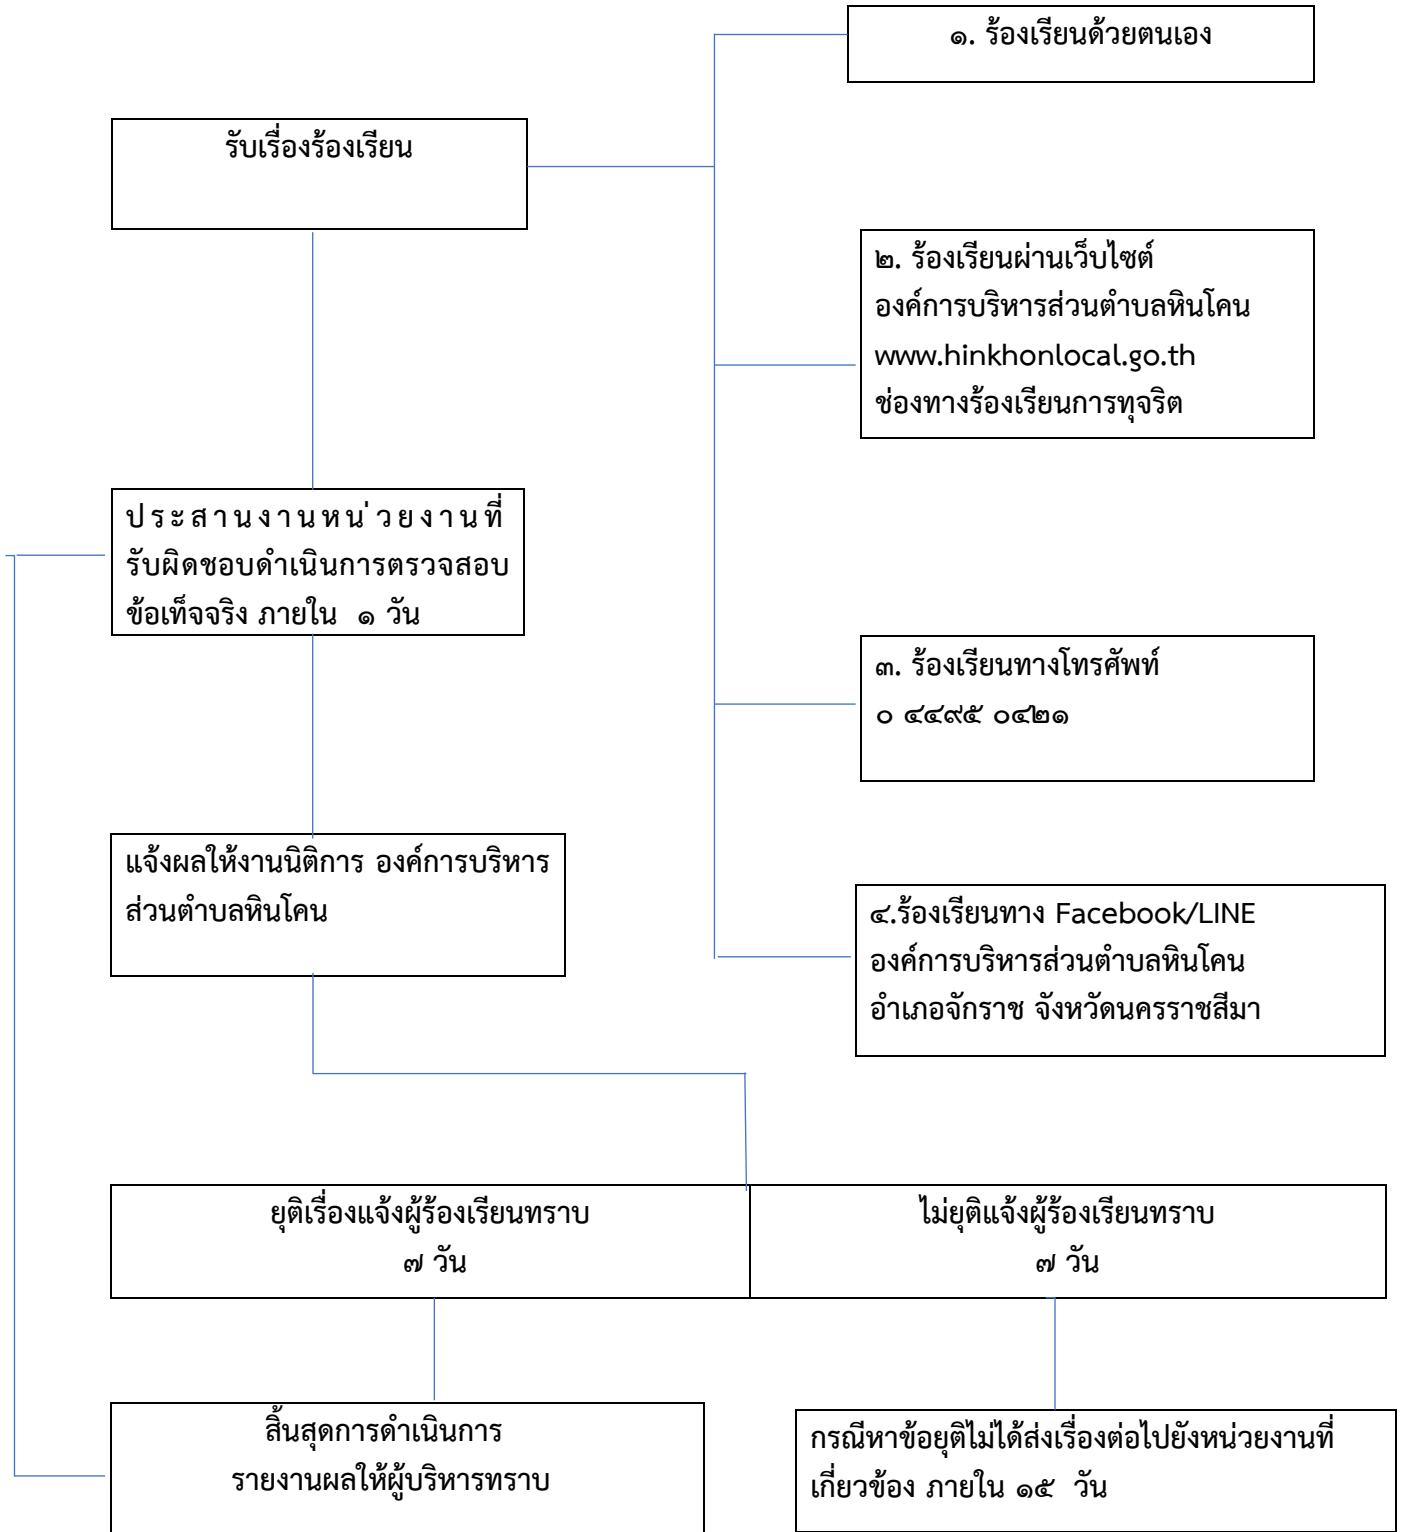 ๑. ร้องเรียนด้วยตนเอง
รับเรื่องร้องเรียน
๒. ร้องเรียนผ่านเว็บไซต์
องค์การบริหารส่วนตำบลหินโคน
www.hinkhonlocal.go.th
ช่องทางร้องเรียนการทุจริต
ประสานงานหน่วยงานที่
รับผิดชอบดำเนินการตรวจสอบ
ข้อเท็จจริง ภายใน ๑ วัน
๓. ร้องเรียนทางโทรศัพท์
๐ ๔๔๙๕ ๐๔๒๑
แจ้งผลให้งานนิติการ องค์การบริหาร
ส่วนตำบลหินโคน
๔.ร้องเรียนทาง Facebook/LINE
องค์การบริหารส่วนตำบลหินโคน
อำเภอจักราช จังหวัดนครราชสีมา
ยุติเรื่องแจ้งผู้ร้องเรียนทราบ
๗ วัน
ไม่ยุติแจ้งผู้ร้องเรียนทราบ
๗ วัน
สิ้นสุดการดำเนินการ
รายงานผลให้ผู้บริหารทราบ
กรณีหาข้อยุติไม่ได้ส่งเรื่องต่อไปยังหน่วยงานที่
เกี่ยวข้อง ภายใน ๑๕ วัน